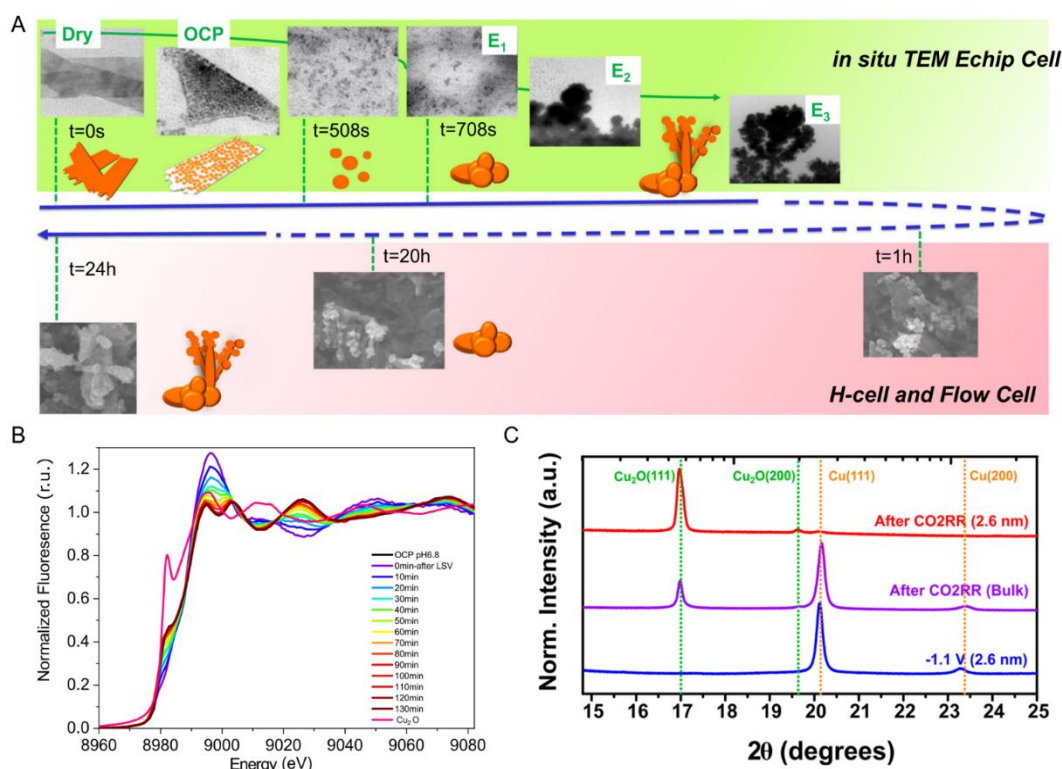 A
Dry
OCP
E1
E2
E3
in situ TEM Echip Cell
t=0s
t=508s
t=708s
t=24h
t=20h
t=1h
H-cell and Flow Cell
B
Normalized Fluoresence (r.u.)
1.2
1.0
0.8
0.6
0.4
0.2
0.0
OCP pH6.8
0min-after LSV
10min
20min
30min
40min
50min
60min
70min
80min
90min
100min
110min
120min
130min
Cu2 O
8960 8980 9000 9020 9040 9060 9080
Energy (eV)
C
Norm. Intensity (a.u.)
Cu2O(111) Cu2O(200) Cu(111) Cu(200)
After CO2RR (2.6 nm)
After CO2RR (Bulk)
-1.1 V (2.6 nm)
15 16 17 18 19 20 21 22 23 24 25
2θ (degrees)